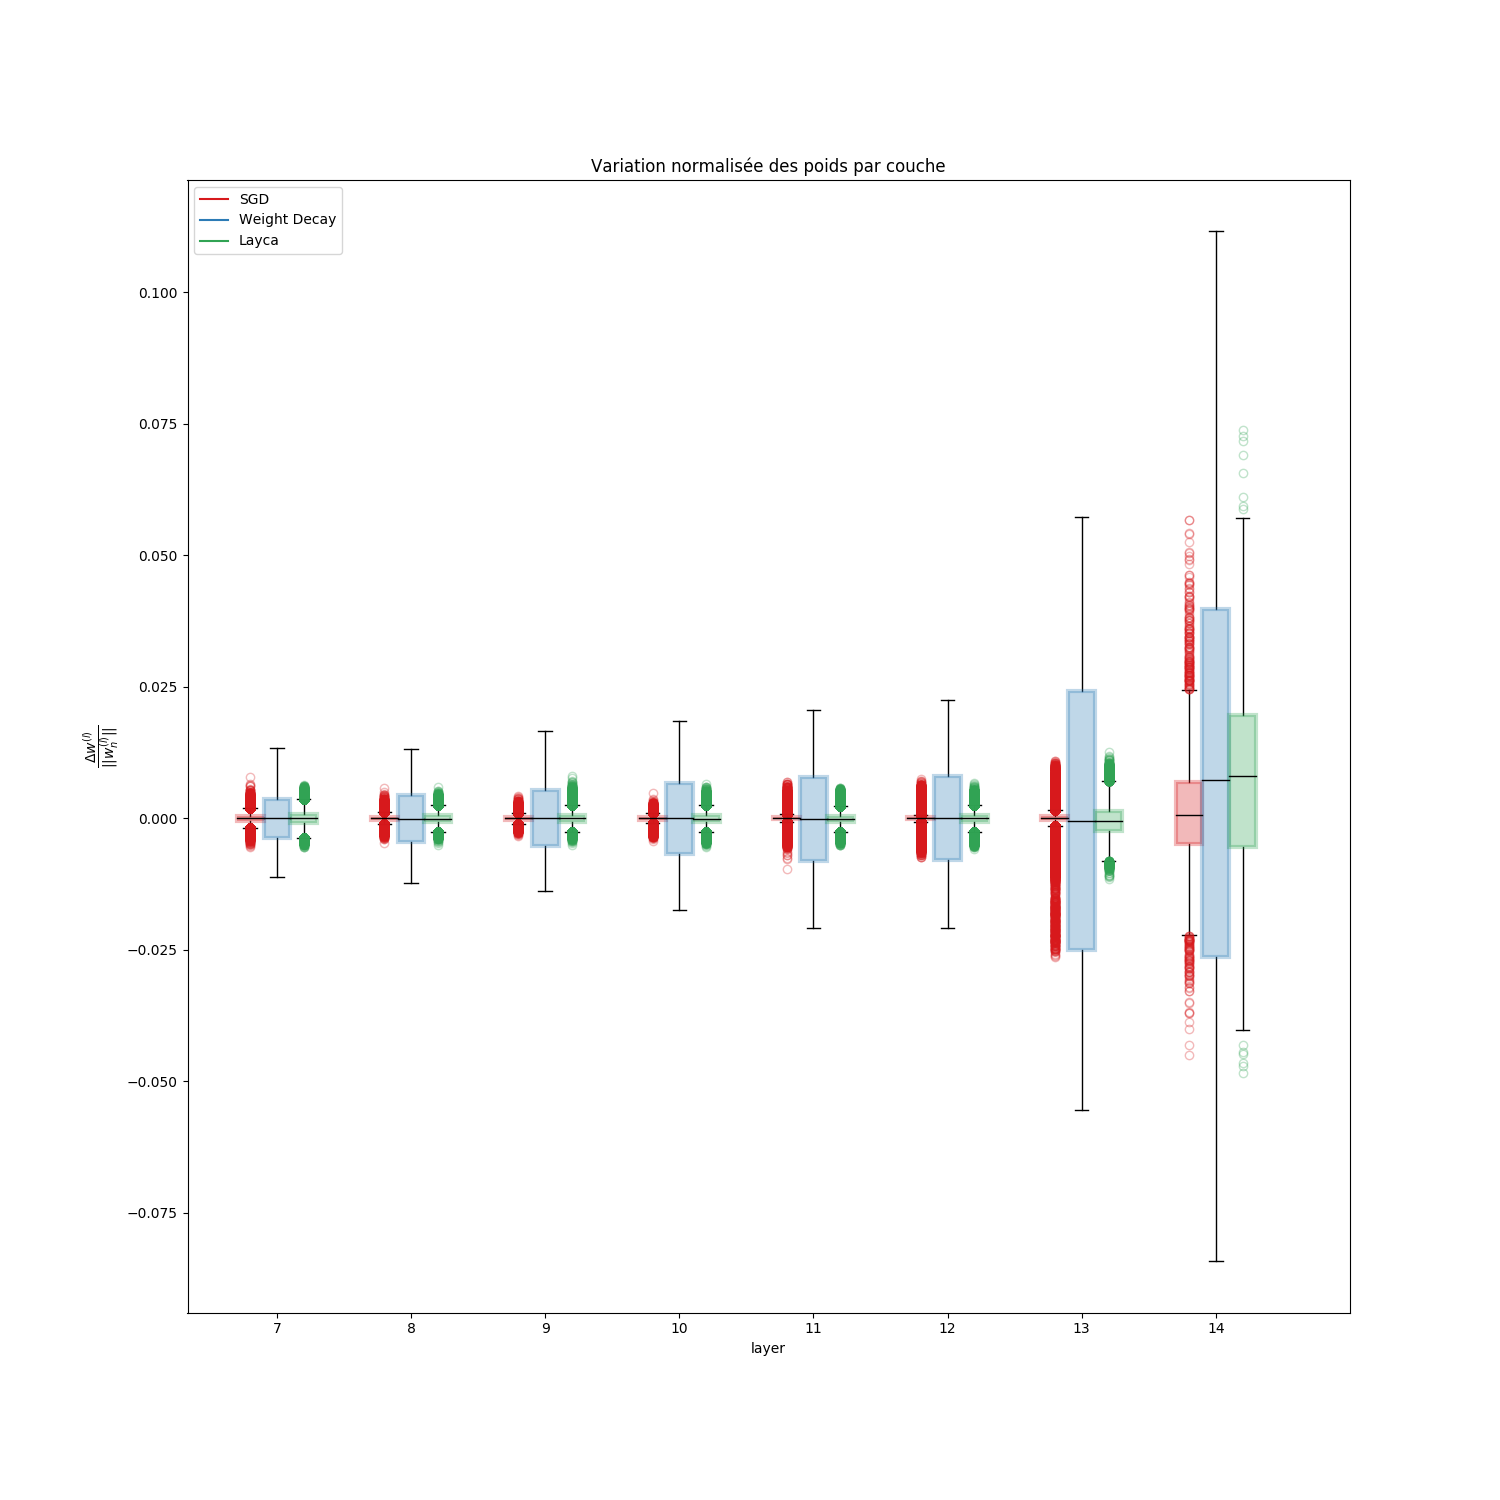 Variation normalisée des poids par couche
SGD
Weight Decay
Layca
0.100
0.075
0.050
0.025
0.000
−0.025
−0.050
−0.075
Δw^(l)
||w_n^(l)||
7 8 9 10 11 12 13 14
layer